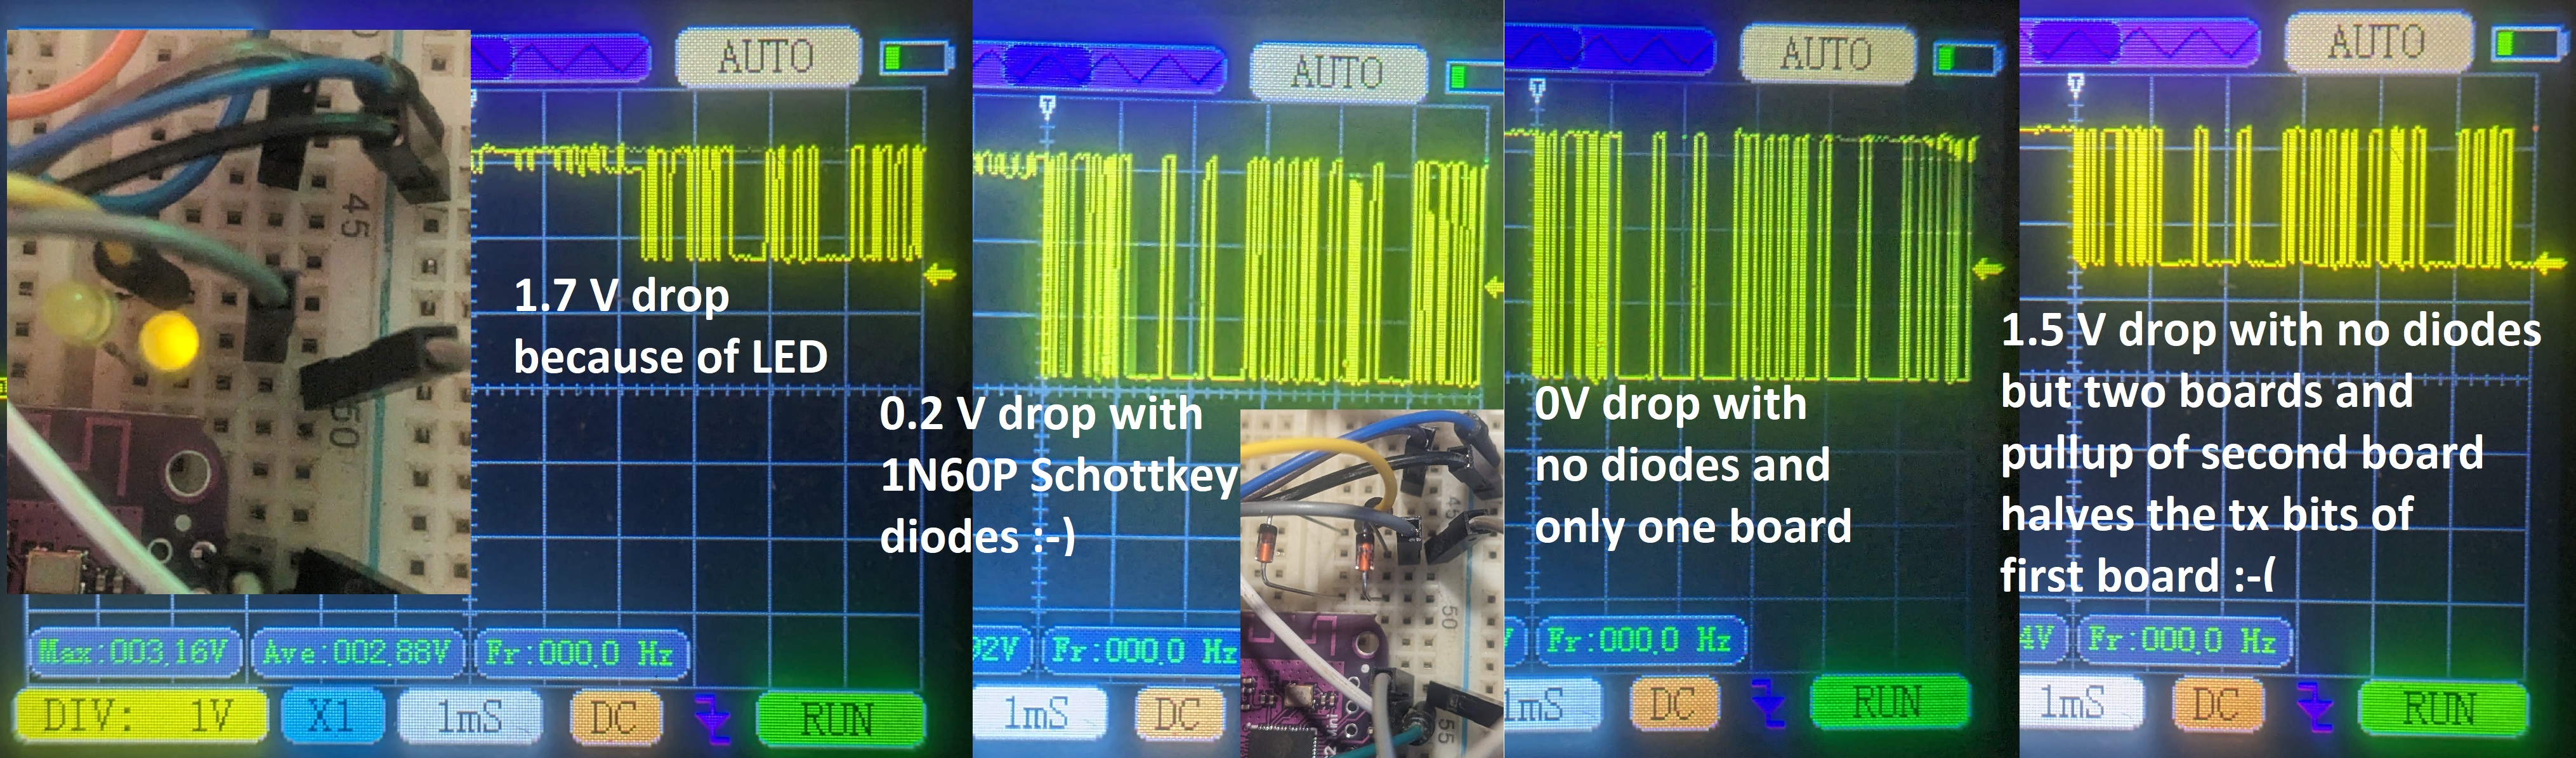 AUTO
45
50
1.7 V drop
because of LED
Max:003.16V
Ave:002.88V
Fr:000.0 Hz
DIV: 1V
X1
1mS
DC
RUN
AUTO
0.2 V drop with
1N60P Schottkey
diodes :-)
45
50
55
92V
Fr:000.0 Hz
1mS
DC
AUTO
0V drop with
no diodes and
only one board
Fr:000.0 Hz
1mS
DC
RUN
AUTO
1.5 V drop with no diodes
but two boards and
pullup of second board
halves the tx bits of
first board :-(
4V
Fr:000.0 Hz
1mS
DC
RUN